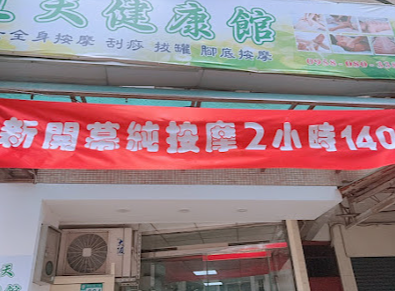 天健康館
全身按摩 刮痧 拔罐 腳底按摩
新開幕純按摩2小時140
天